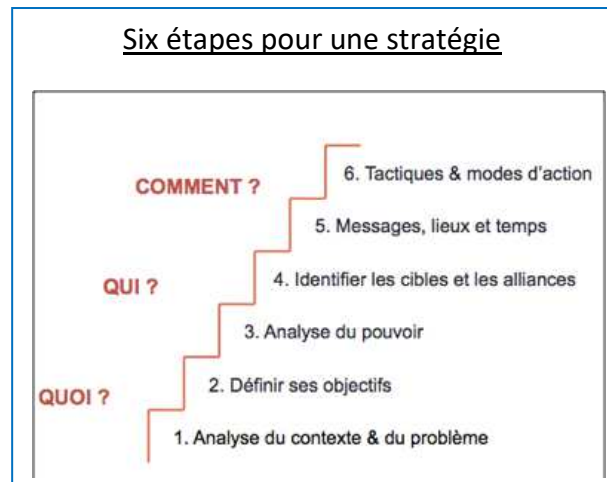 Six étapes pour une stratégie
COMMENT ?
6. Tactiques & modes d'action
5. Messages, lieux et temps
QUI ?
4. Identifier les cibles et les alliances
3. Analyse du pouvoir
2. Définir ses objectifs
QUOI ?
1. Analyse du contexte & du problème